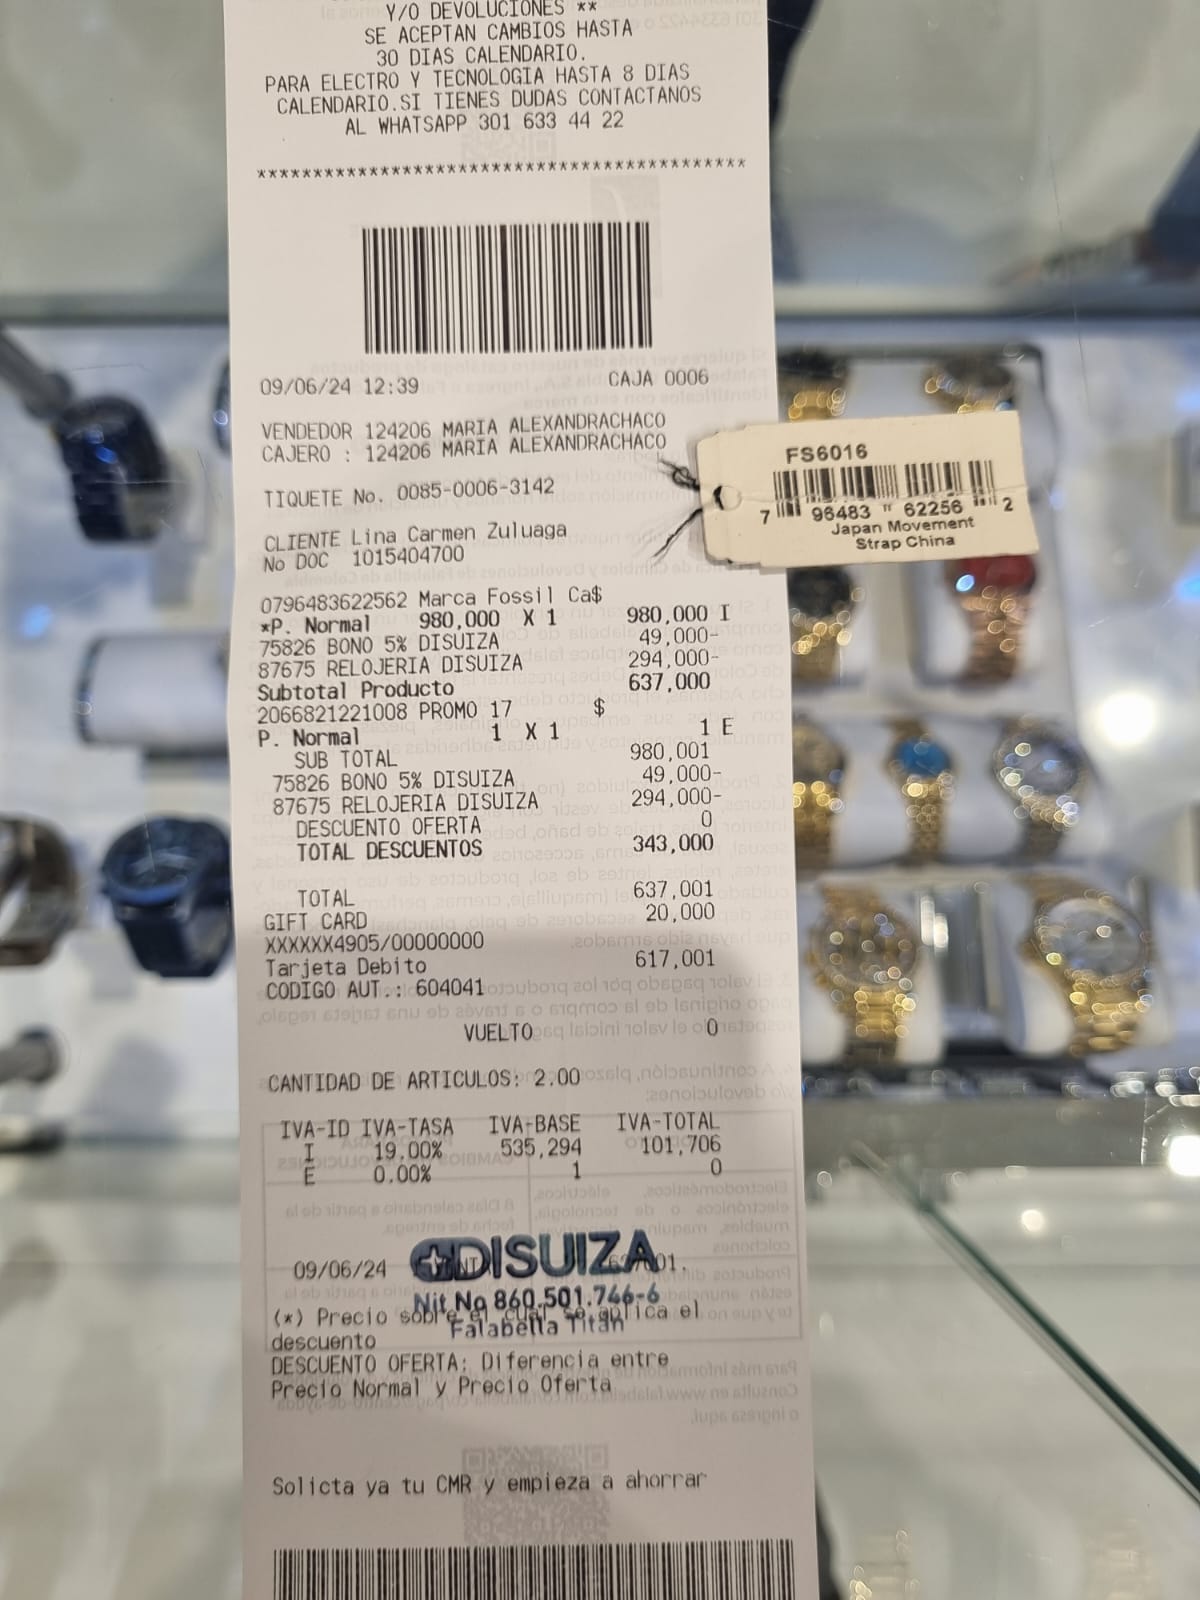 Y/O DEVOLUCIONES **
SE ACEPTAN CAMBIOS HASTA
30 DIAS CALENDARIO.
PARA ELECTRO Y TECNOLOGIA HASTA 8 DIAS
CALENDARIO.SI TIENES DUDAS CONTACTANOS
AL WHATSAPP 301 633 44 22
********************************************
09/06/24 12:39 CAJA 0006
VENDEDOR 124206 MARIA ALEXANDRACHACO
CAJERO : 124206 MARIA ALEXANDRACHACO
TIQUETE No. 0085-0006-3142
CLIENTE Lina Carmen Zuluaga
No DOC 1015404700
0796483622562 Marca Fossil Ca$
*P. Normal 980,000 X 1 980,000 I
75826 BONO 5% DISUIZA 49,000-
87675 RELOJERIA DISUIZA 294,000-
Subtotal Producto 637,000
2066821221008 PROMO 17 $
P. Normal 1 X 1 1 E
SUB TOTAL 980,001
75826 BONO 5% DISUIZA 49,000-
87675 RELOJERIA DISUIZA 294,000-
DESCUENTO OFERTA 0
TOTAL DESCUENTOS 343,000
TOTAL 637,001
GIFT CARD 20,000
XXXXXX4905/00000000
Tarjeta Debito 617,001
CODIGO AUT.: 604041
VUELTO 0
CANTIDAD DE ARTICULOS: 2.00
IVA-ID IVA-TASA IVA-BASE IVA-TOTAL
I 19.00% 535,294 101,706
E 0.00% 1 0
09/06/24
DISUIZA
Nit No 860.501.746-6
Falabella Titán
(*) Precio sobre el cual se aplica el
descuento
DESCUENTO OFERTA: Diferencia entre
Precio Normal y Precio Oferta
Solicta ya tu CMR y empieza a ahorrar
FS6016
7 96483 62256 2
Japan Movement
Strap China